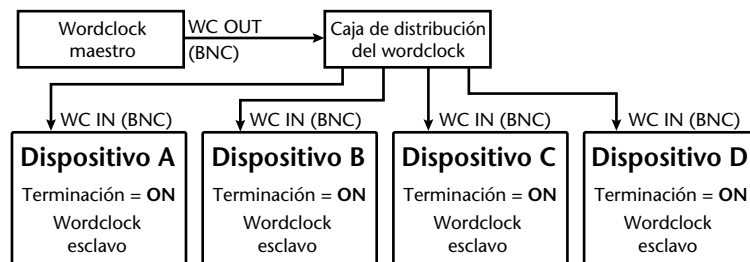 Wordclock
maestro
WC OUT
(BNC)
Caja de distribución
del wordclock
WC IN (BNC)
WC IN (BNC)
WC IN (BNC)
WC IN (BNC)
Dispositivo A
Terminación = ON
Wordclock
esclavo
Dispositivo B
Terminación = ON
Wordclock
esclavo
Dispositivo C
Terminación = ON
Wordclock
esclavo
Dispositivo D
Terminación = ON
Wordclock
esclavo